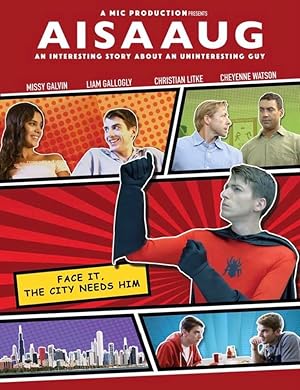 A MIC PRODUCTION PRESENTS
AISAAUG
AN INTERESTING STORY ABOUT AN UNINTERESTING GUY
MISSY GALVIN LIAM GALLOGLY CHRISTIAN LITKE CHEYENNE WATSON
FACE IT,
THE CITY NEEDS HIM